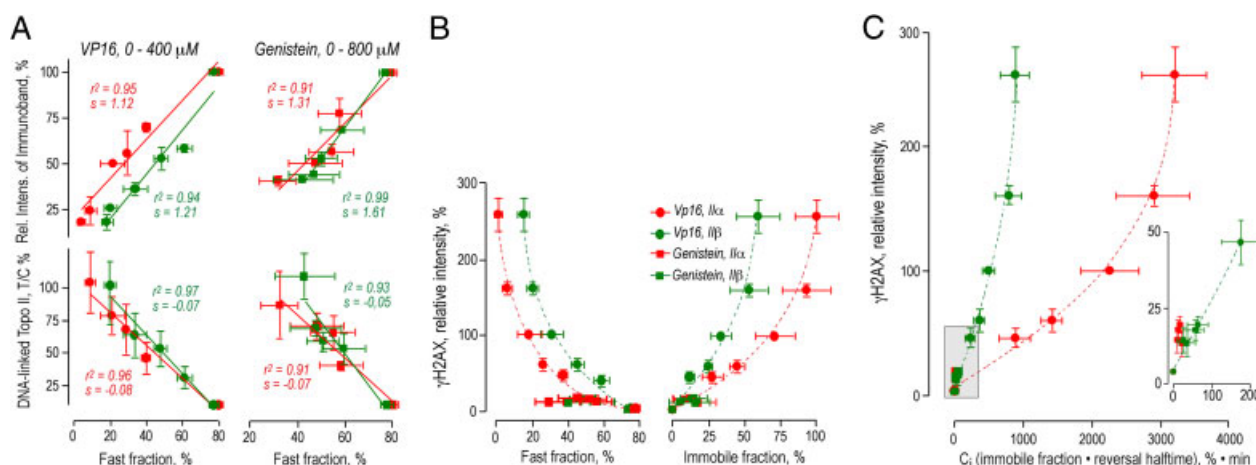 A
VP16, 0 - 400 μM
Genistein, 0 - 800 μM
Rel. Intens. of Immunoband, %
100
75
50
25
r² = 0.95
s = 1.12
r² = 0.94
s = 1.21
r² = 0.91
s = 1.31
r² = 0.99
s = 1.61
DNA-linked Topo II, T/C %
100
75
50
25
r² = 0.97
s = -0.07
r² = 0.96
s = -0.08
r² = 0.93
s = -0.05
r² = 0.91
s = -0.07
0 20 40 60 80
20 40 60 80
Fast fraction, %
Fast fraction, %
B
γH2AX, relative intensity, %
300
200
100
0
Vp16, IIα
Vp16, IIβ
Genistein, IIα
Genistein, IIβ
0 20 40 60 80
0 25 50 75 100
Fast fraction, %
Immobile fraction, %
C
γH2AX, relative intensity, %
300
200
100
0
50
25
0
0 100 200
0 1000 2000 3000 4000
Cᵢ (immobile fraction • reversal halftime), % • min